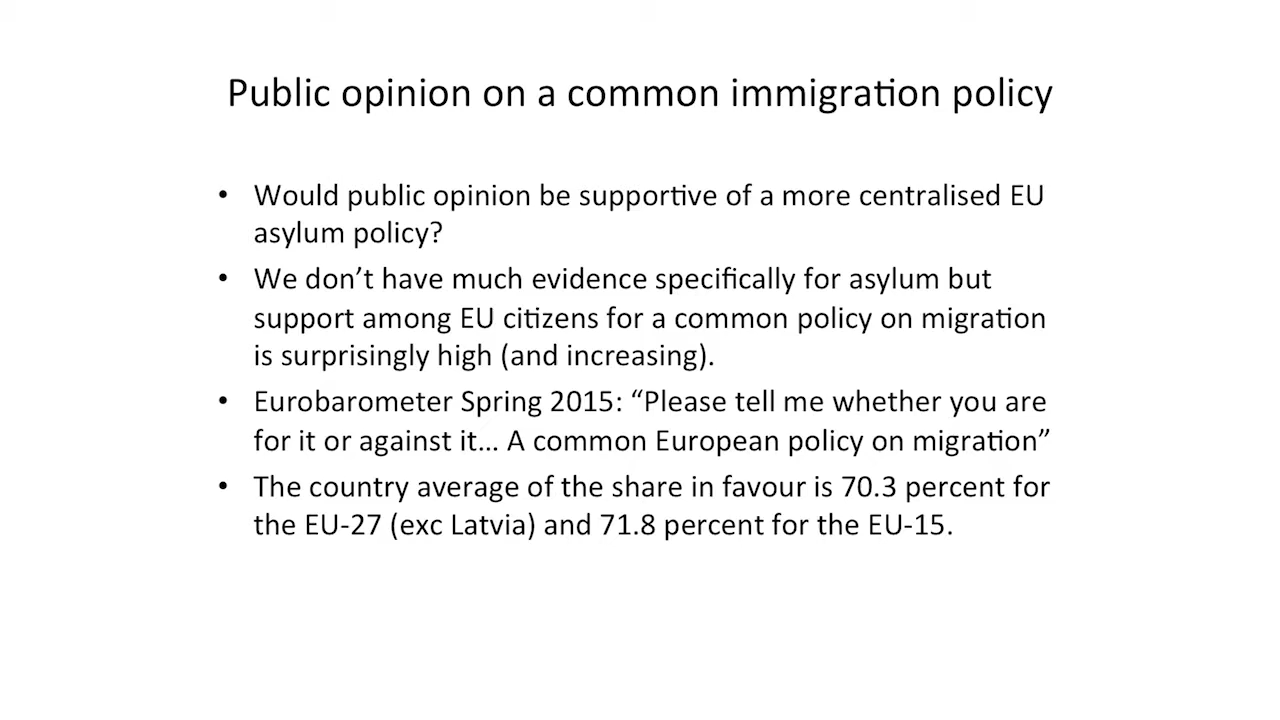 Public opinion on a common immigration policy
• Would public opinion be supportive of a more centralised EU
asylum policy?
• We don’t have much evidence specifically for asylum but
support among EU citizens for a common policy on migration
is surprisingly high (and increasing).
• Eurobarometer Spring 2015: “Please tell me whether you are
for it or against it… A common European policy on migration”
• The country average of the share in favour is 70.3 percent for
the EU-27 (exc Latvia) and 71.8 percent for the EU-15.